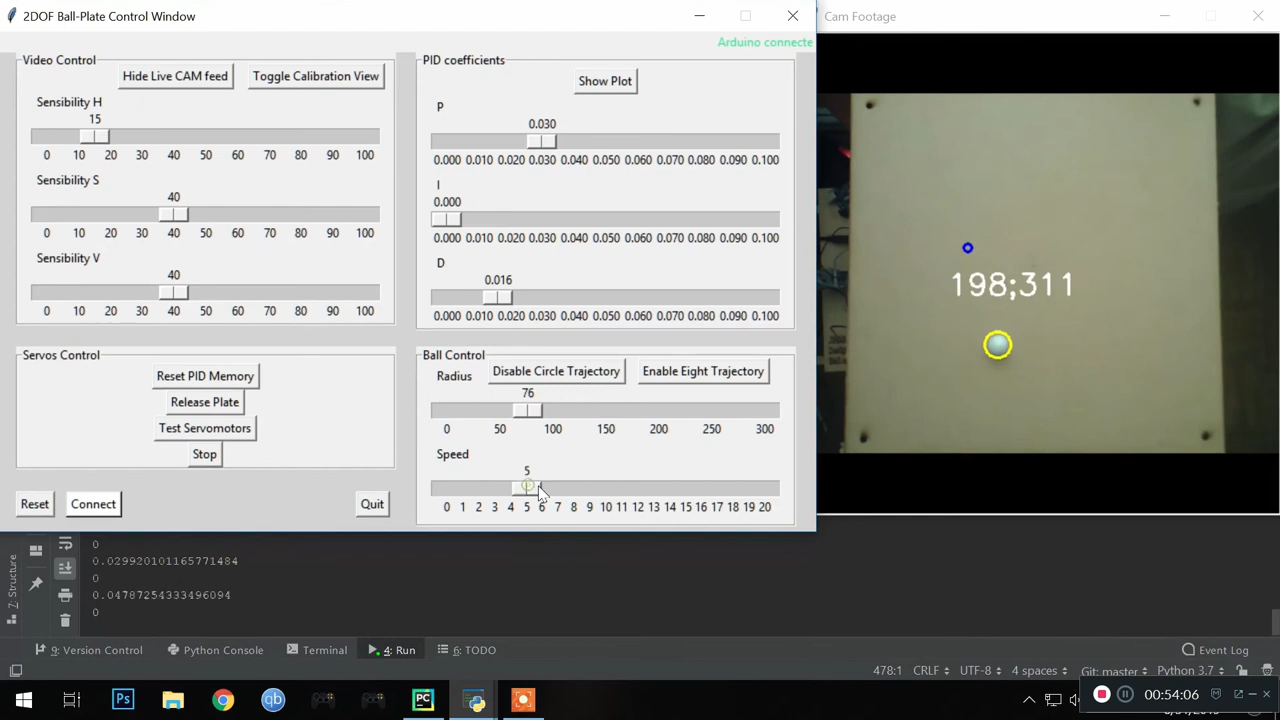 2DOF Ball-Plate Control Window
Arduino connecte
Video Control
Hide Live CAM feed
Toggle Calibration View
Sensibility H
15
0 10 20 30 40 50 60 70 80 90 100
Sensibility S
40
0 10 20 30 40 50 60 70 80 90 100
Sensibility V
40
0 10 20 30 40 50 60 70 80 90 100
PID coefficients
Show Plot
P
0.030
0.000 0.010 0.020 0.030 0.040 0.050 0.060 0.070 0.080 0.090 0.100
I
0.000
0.000 0.010 0.020 0.030 0.040 0.050 0.060 0.070 0.080 0.090 0.100
D
0.016
0.000 0.010 0.020 0.030 0.040 0.050 0.060 0.070 0.080 0.090 0.100
Servos Control
Reset PID Memory
Release Plate
Test Servomotors
Stop
Reset
Connect
Quit
Ball Control
Radius
Disable Circle Trajectory
Enable Eight Trajectory
76
0 50 100 150 200 250 300
Speed
5
0 1 2 3 4 5 6 7 8 9 10 11 12 13 14 15 16 17 18 19 20
Cam Footage
198;311
7: Structure
0
0.029920101165771484
0
0.04787254333496094
0
9: Version Control
Python Console
Terminal
4: Run
6: TODO
Event Log
478:1 CRLF UTF-8 4 spaces Git: master Python 3.7
Ps
qb
PC
00:54:06